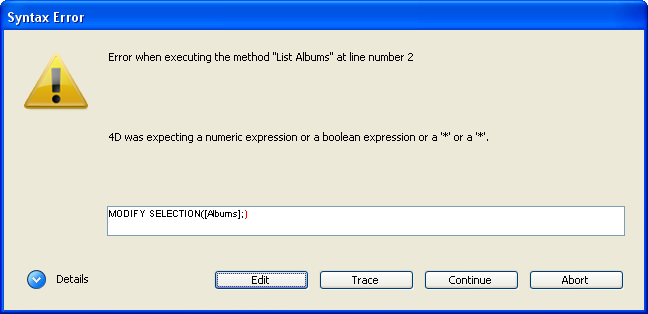 Syntax Error
Error when executing the method "List Albums" at line number 2
4D was expecting a numeric expression or a boolean expression or a '*' or a '*'.
MODIFY SELECTION([Albums];)
Details
Edit
Trace
Continue
Abort